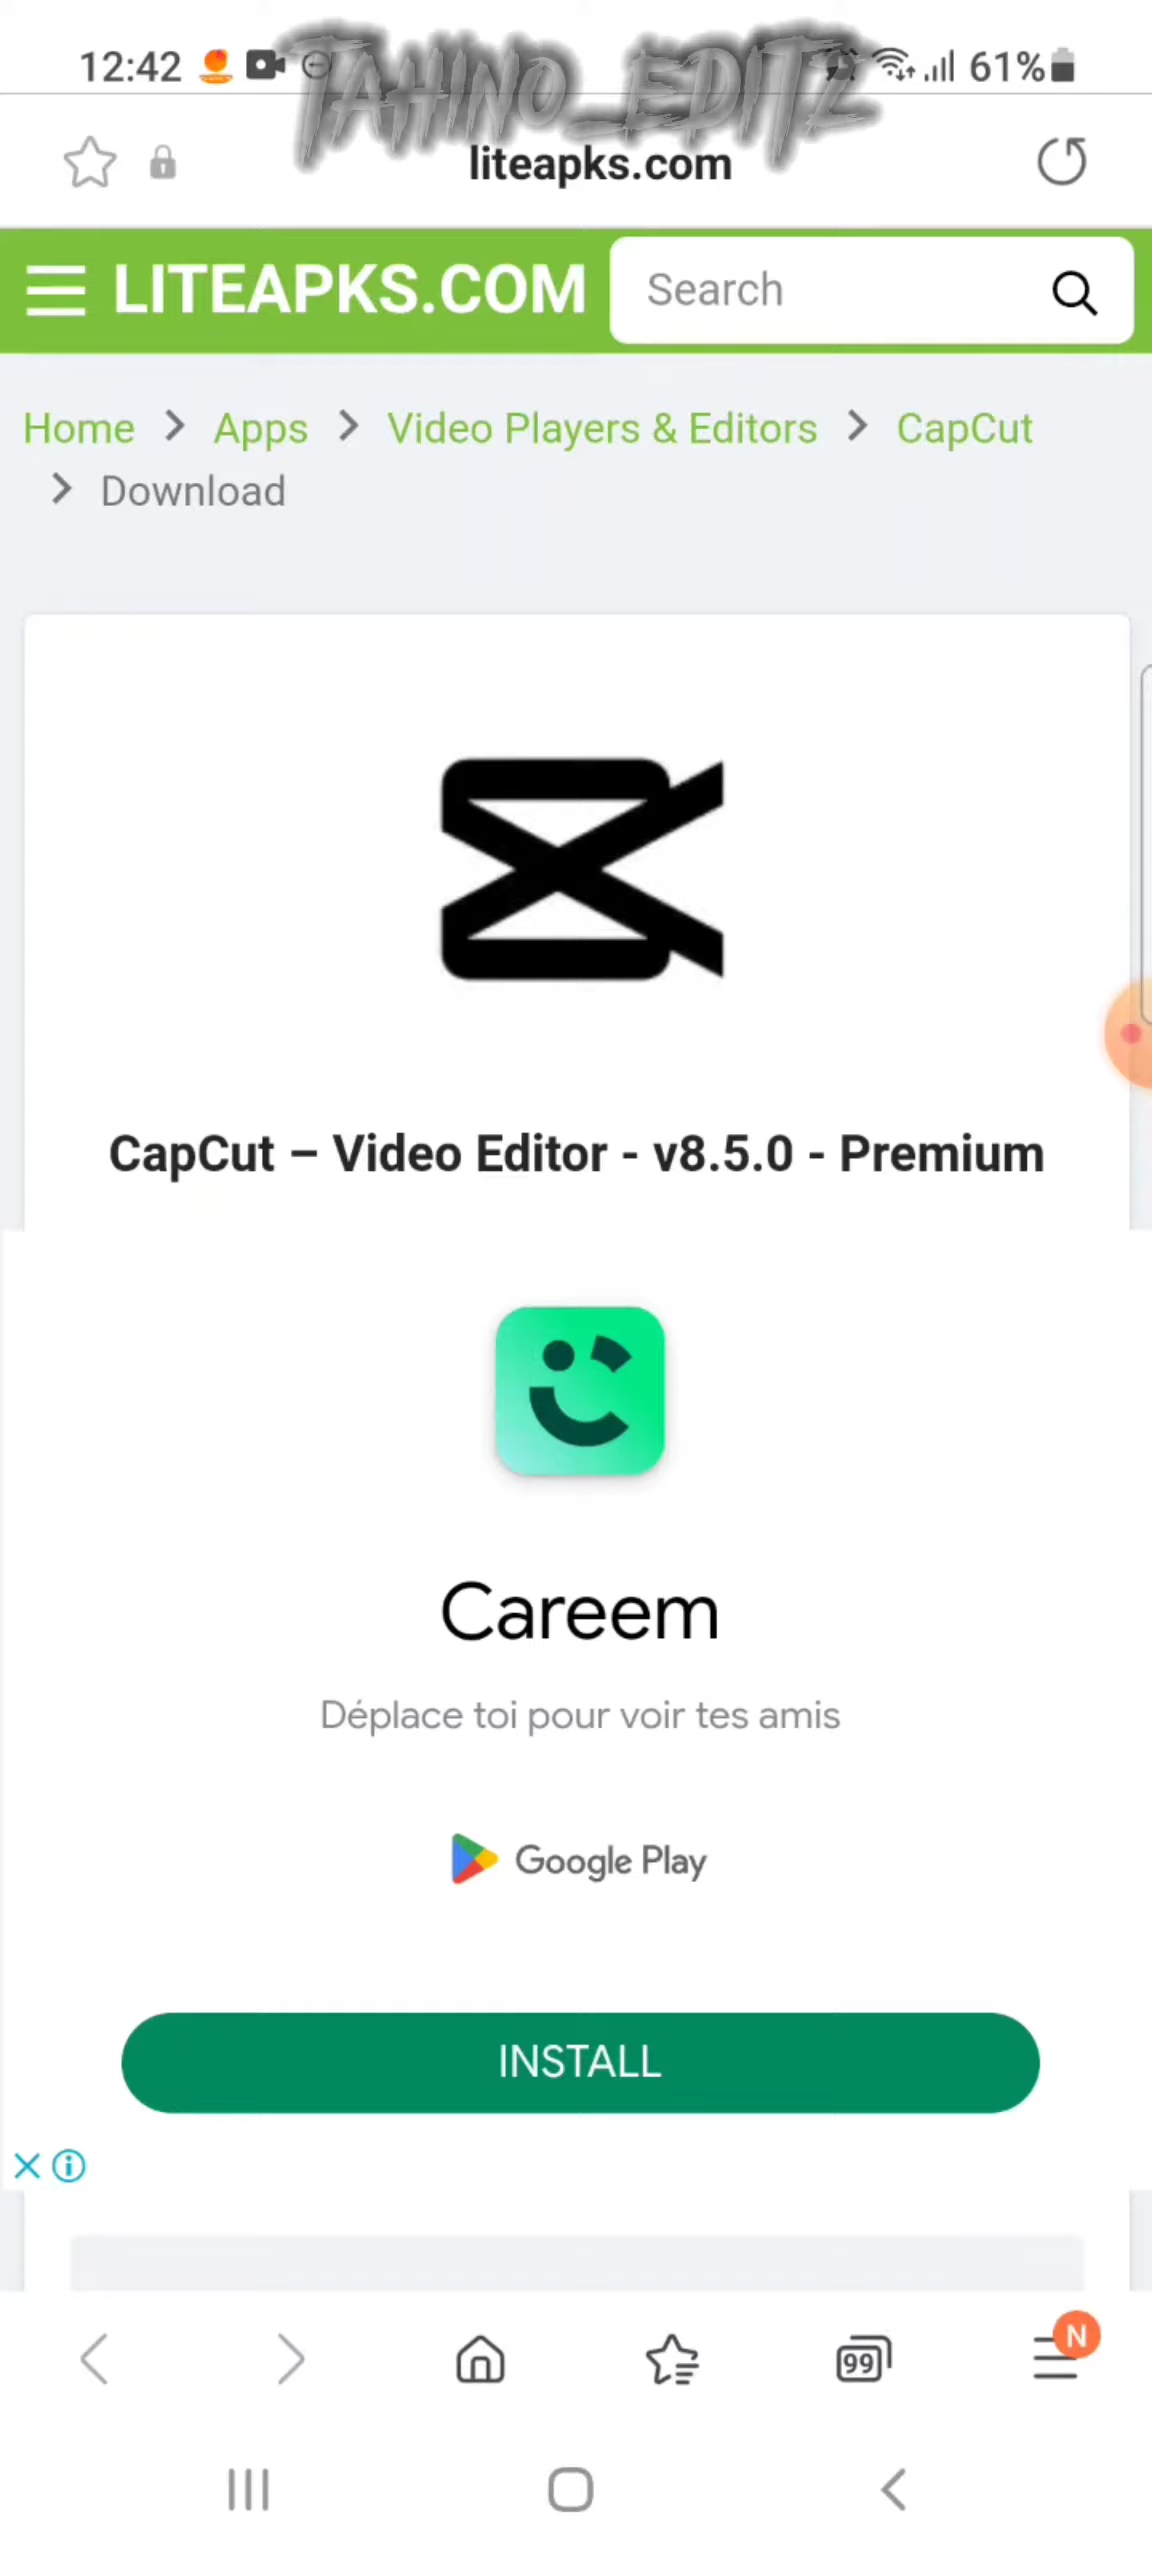 TAHINO_EDITZ
12:42
61%
liteapks.com
LITEAPKS.COM
Search
Home > Apps > Video Players & Editors > CapCut
> Download
CapCut – Video Editor - v8.5.0 - Premium
Careem
Déplace toi pour voir tes amis
Google Play
INSTALL
99
N